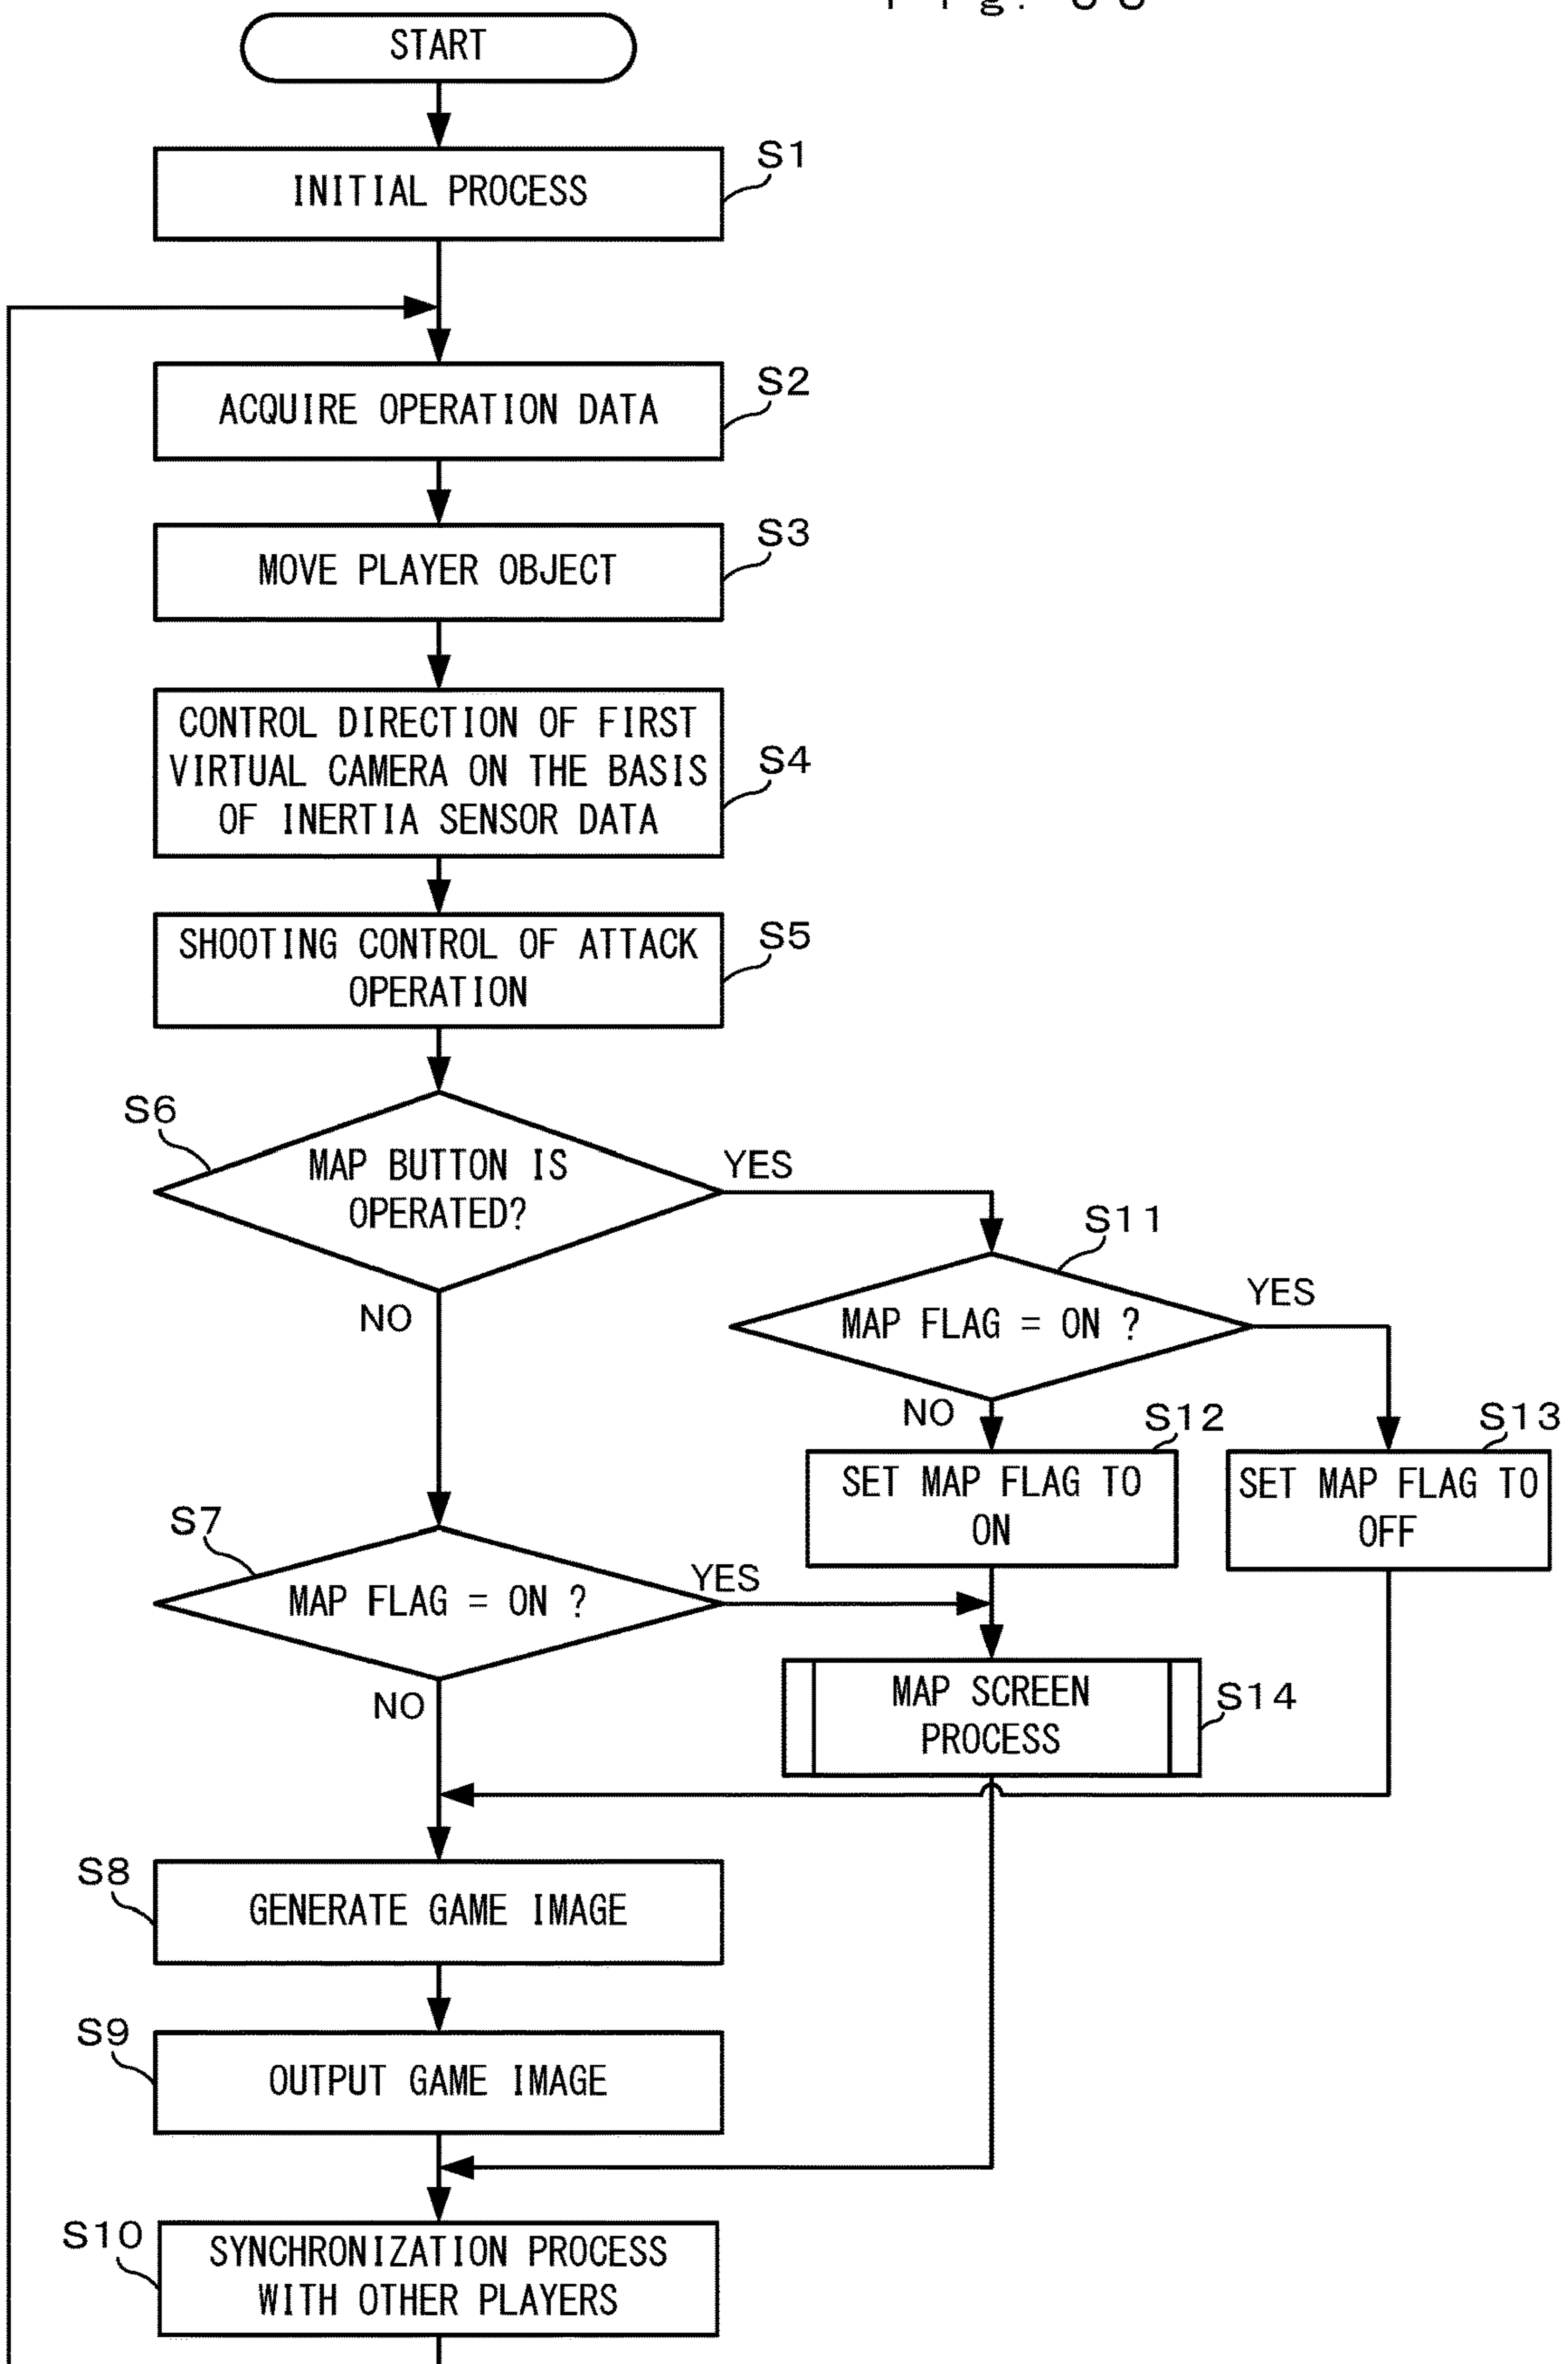 START
S1
INITIAL PROCESS
S2
ACQUIRE OPERATION DATA
S3
MOVE PLAYER OBJECT
S4
CONTROL DIRECTION OF FIRST
VIRTUAL CAMERA ON THE BASIS
OF INERTIA SENSOR DATA
S5
SHOOTING CONTROL OF ATTACK
OPERATION
S6
MAP BUTTON IS
OPERATED?
YES
NO
S11
MAP FLAG = ON ?
YES
NO
S12
SET MAP FLAG TO
ON
S13
SET MAP FLAG TO
OFF
S7
MAP FLAG = ON ?
YES
NO
MAP SCREEN
PROCESS
S14
S8
GENERATE GAME IMAGE
S9
OUTPUT GAME IMAGE
S10
SYNCHRONIZATION PROCESS
WITH OTHER PLAYERS